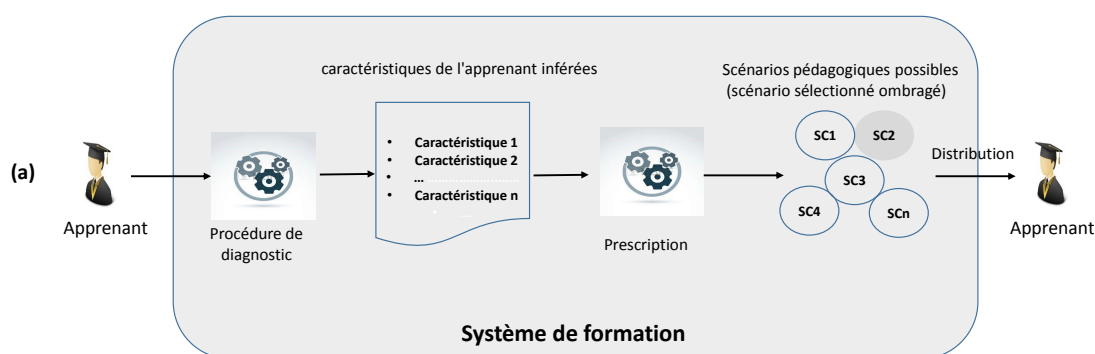 (a)
Apprenant
Procédure de
diagnostic
caractéristiques de l'apprenant inférées
• Caractéristique 1
• Caractéristique 2
• ...
• Caractéristique n
Prescription
Scénarios pédagogiques possibles
(scénario sélectionné ombragé)
SC1
SC2
SC3
SC4
SCn
Distribution
Apprenant
Système de formation